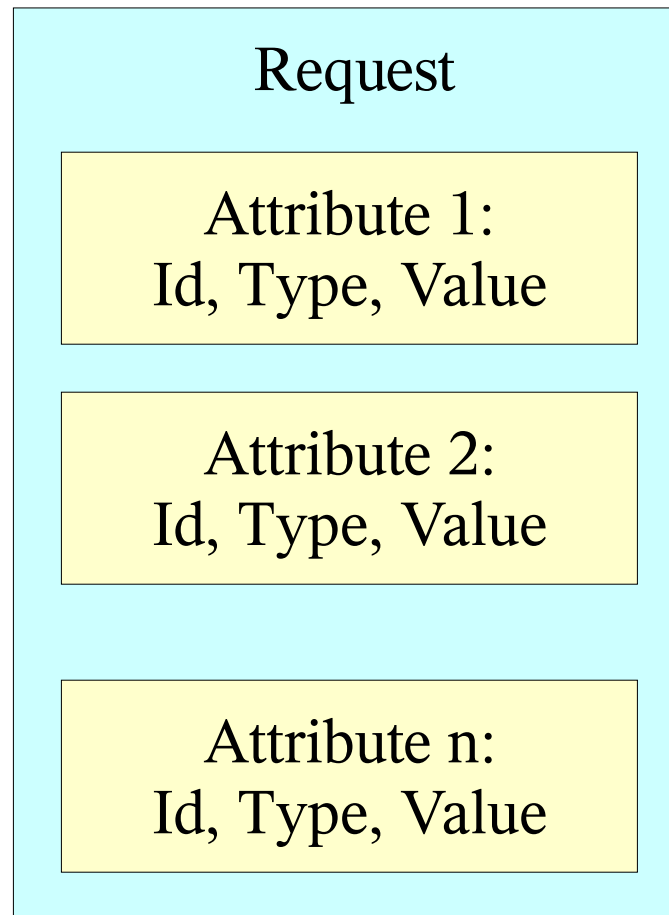 Request
Attribute 1:
Id, Type, Value
Attribute 2:
Id, Type, Value
Attribute n:
Id, Type, Value